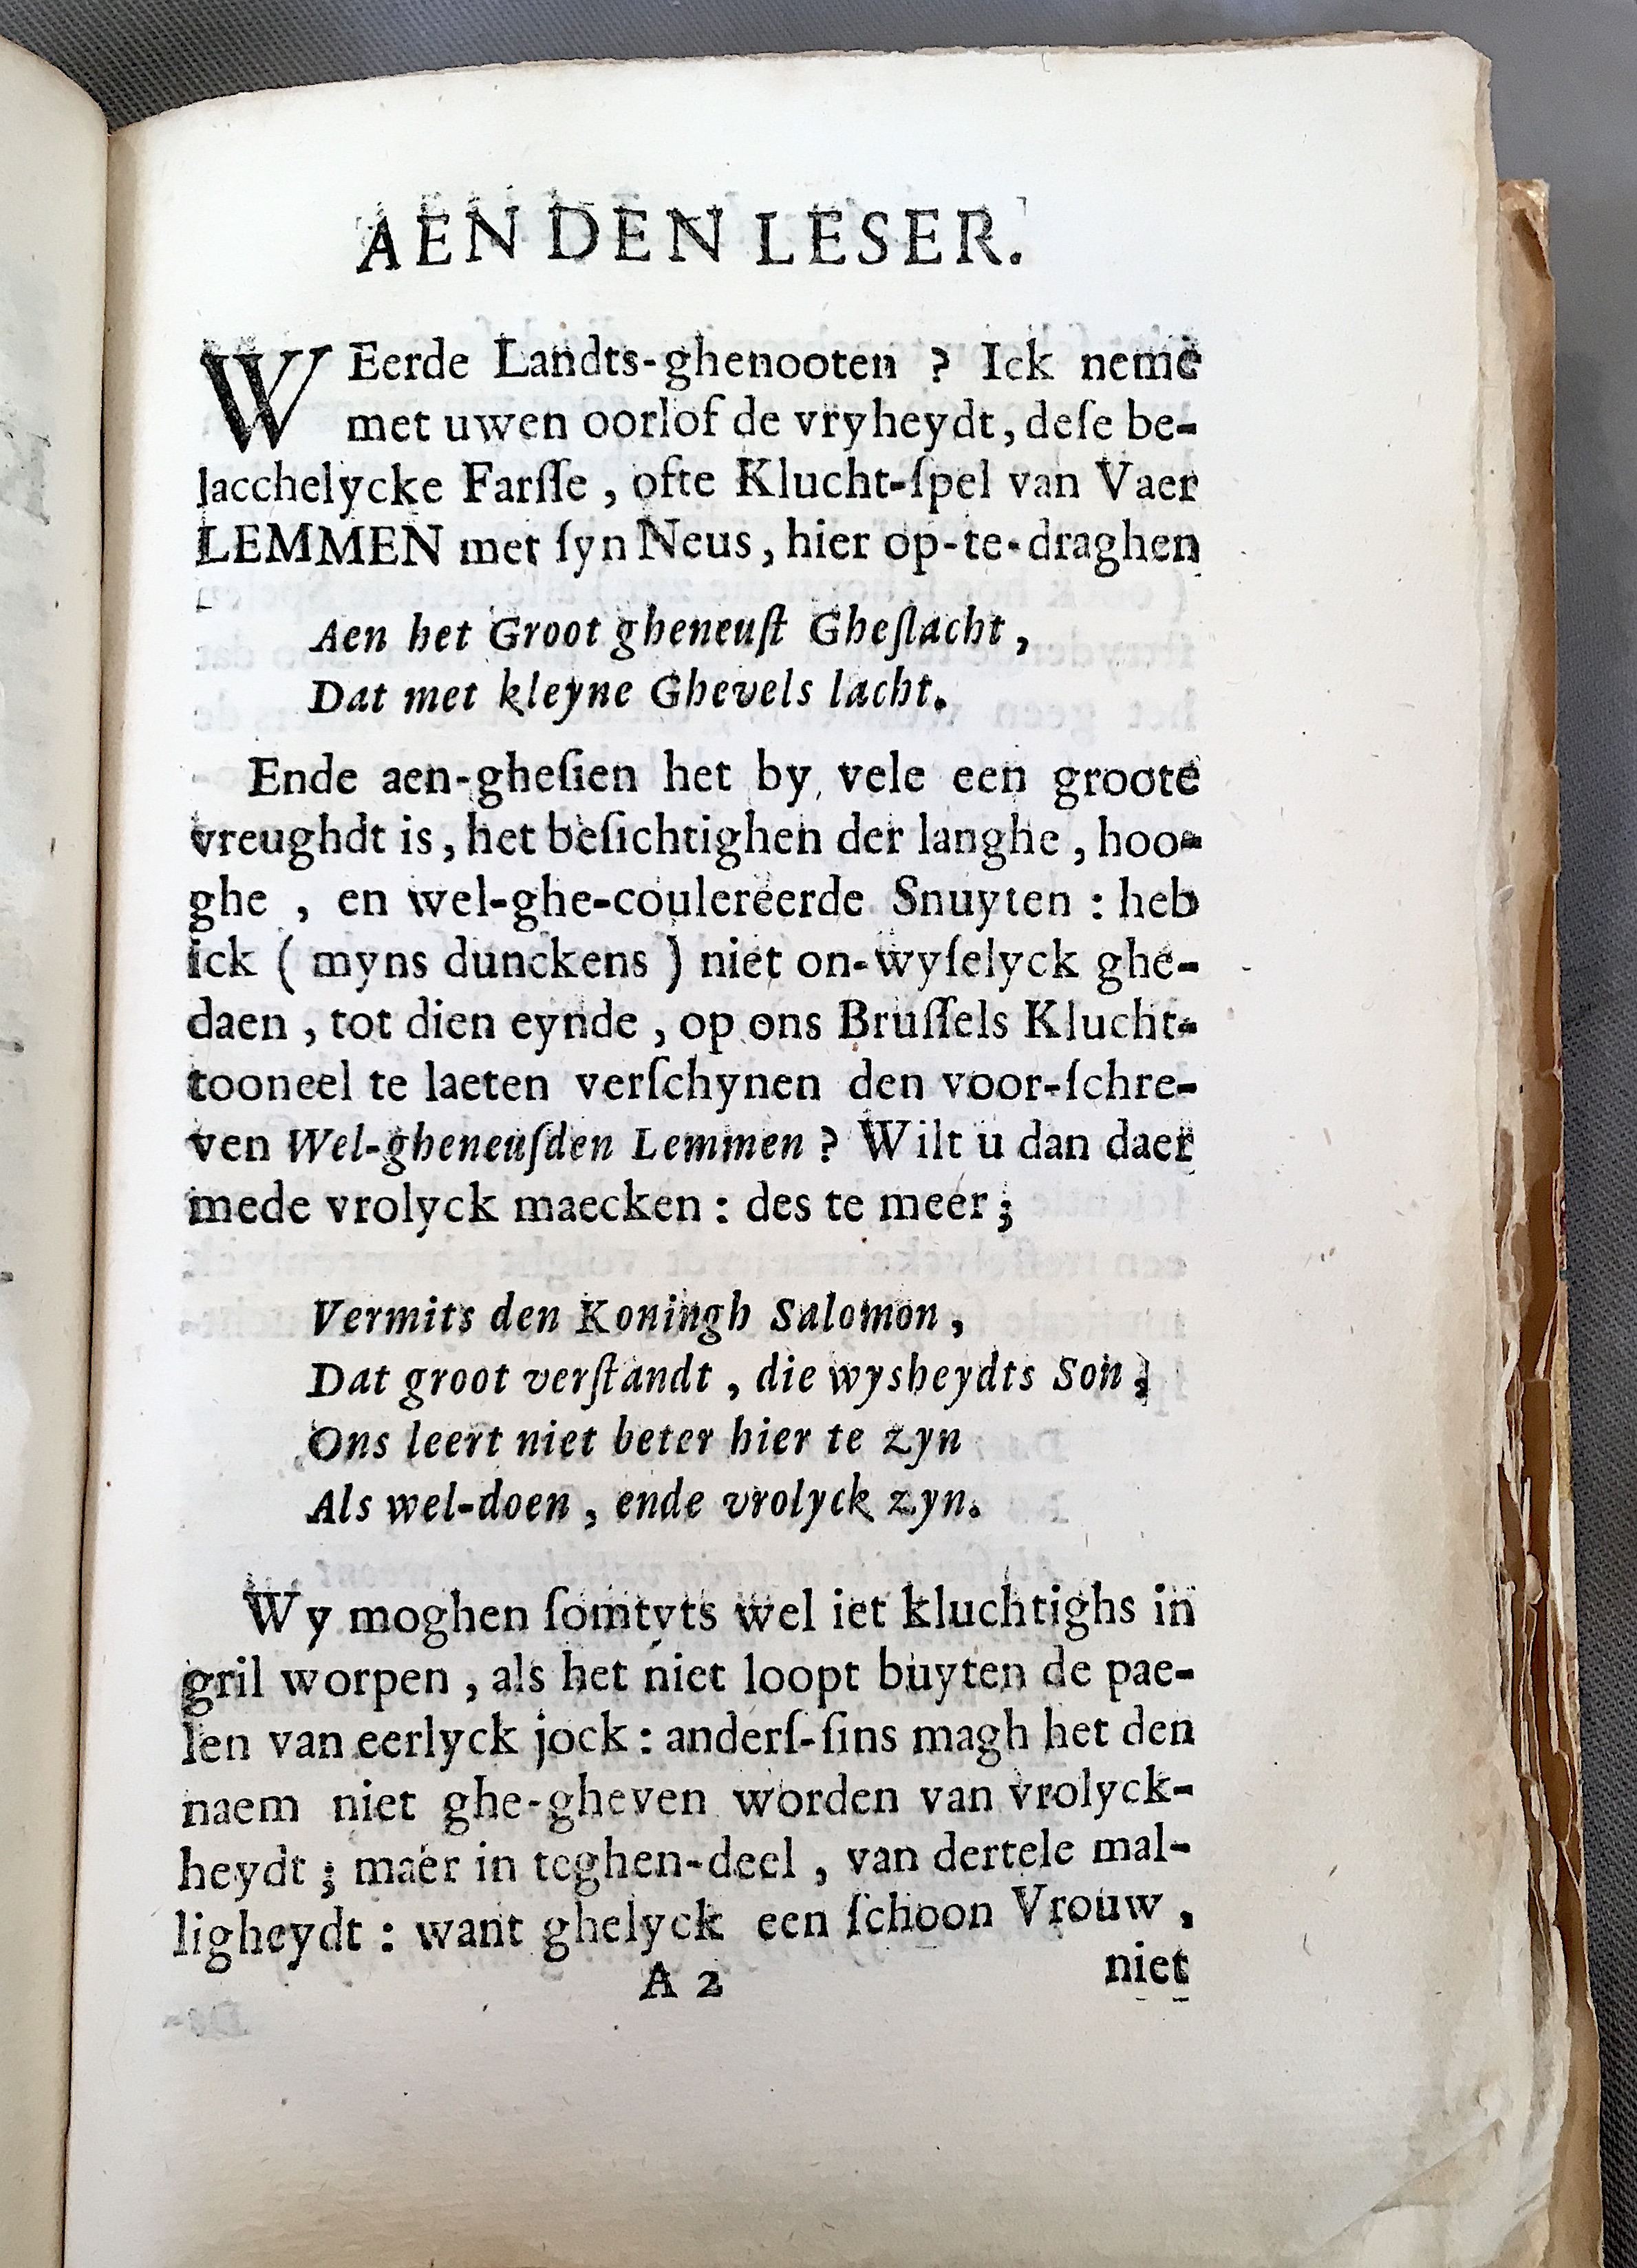 AEN DEN LESER.
WEerde Landts-ghenooten ? Ick neme
met uwen oorlof de vryheydt, deſe be-
lacchelycke Farſſe , ofte Klucht-ſpel van Vaer
LEMMEN met ſyn Neus, hier op-te-draghen
Aen het Groot gheneuſt Gheſlacht ,
Dat met kleyne Ghevels lacht.
Ende aen-gheſien het by vele een groote
vreughdt is, het beſichtighen der langhe , hoo-
ghe , en wel-ghe-coulereerde Snuyten : heb
ick ( myns dunckens ) niet on-wyſelyck ghe-
daen , tot dien eynde , op ons Bruſſels Klucht-
tooneel te laeten verſchynen den voor-ſchre-
ven Wel-gheneuſden Lemmen ? Wilt u dan daer
mede vrolyck maecken : des te meer ;
Vermits den Koningh Salomon ,
Dat groot verſtandt , die wysheydts Son ;
Ons leert niet beter hier te zyn
Als wel-doen , ende vrolyck zyn.
Wy moghen ſomtyts wel iet kluchtighs in
gril worpen , als het niet loopt buyten de pae-
len van eerlyck jock : anderſ-ſins magh het den
naem niet ghe-gheven worden van vrolyck-
heydt ; maer in teghen-deel , van dertele mal-
ligheydt : want ghelyck een ſchoon Vrouw ,
A 2 niet